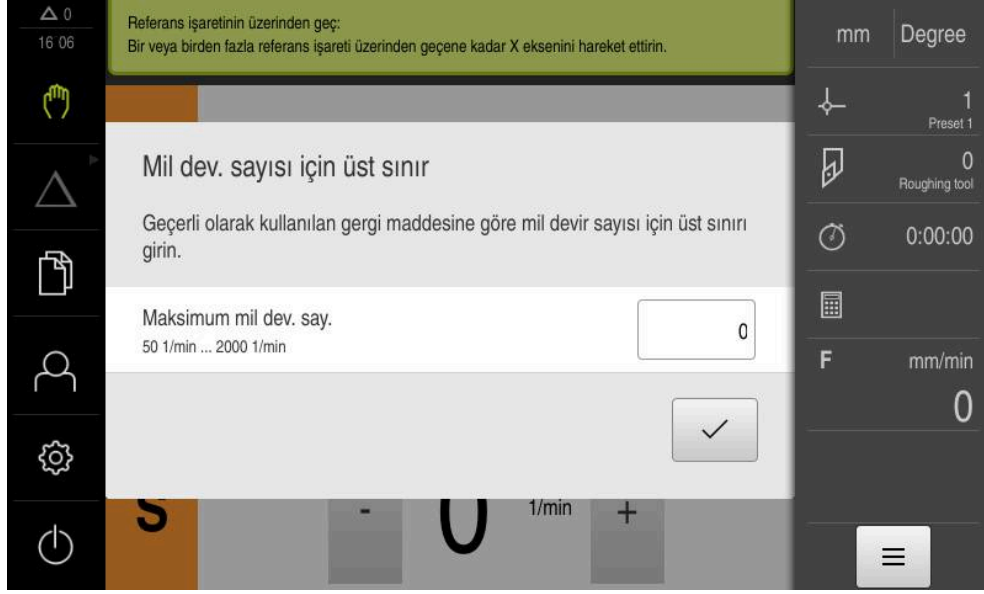 0
16 06
Referans işaretinin üzerinden geç:
Bir veya birden fazla referans işareti üzerinden geçene kadar X eksenini hareket ettirin.
mm Degree
1
Preset 1
0
Roughing tool
0:00:00
F mm/min
0
Mil dev. sayısı için üst sınır
Geçerli olarak kullanılan gergi maddesine göre mil devir sayısı için üst sınırı
girin.
Maksimum mil dev. say.
50 1/min ... 2000 1/min
0
S - 0 1/min +